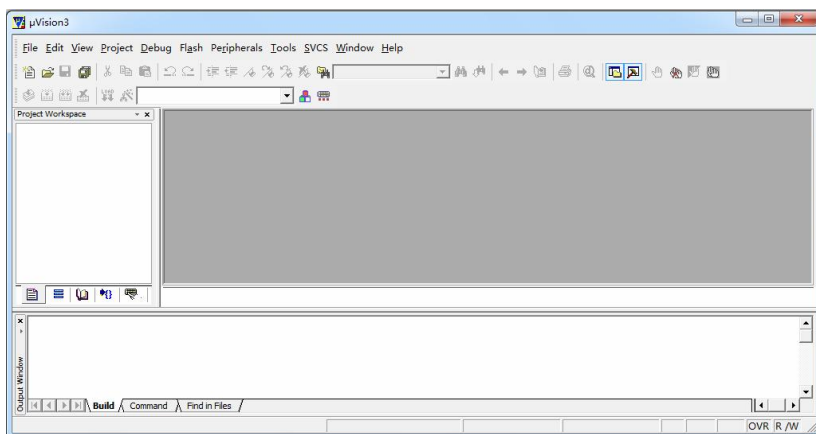 μVision3
File Edit View Project Debug Flash Peripherals Tools SVCS Window Help
Project Workspace
Output Window
Build Command Find in Files
OVR R /W